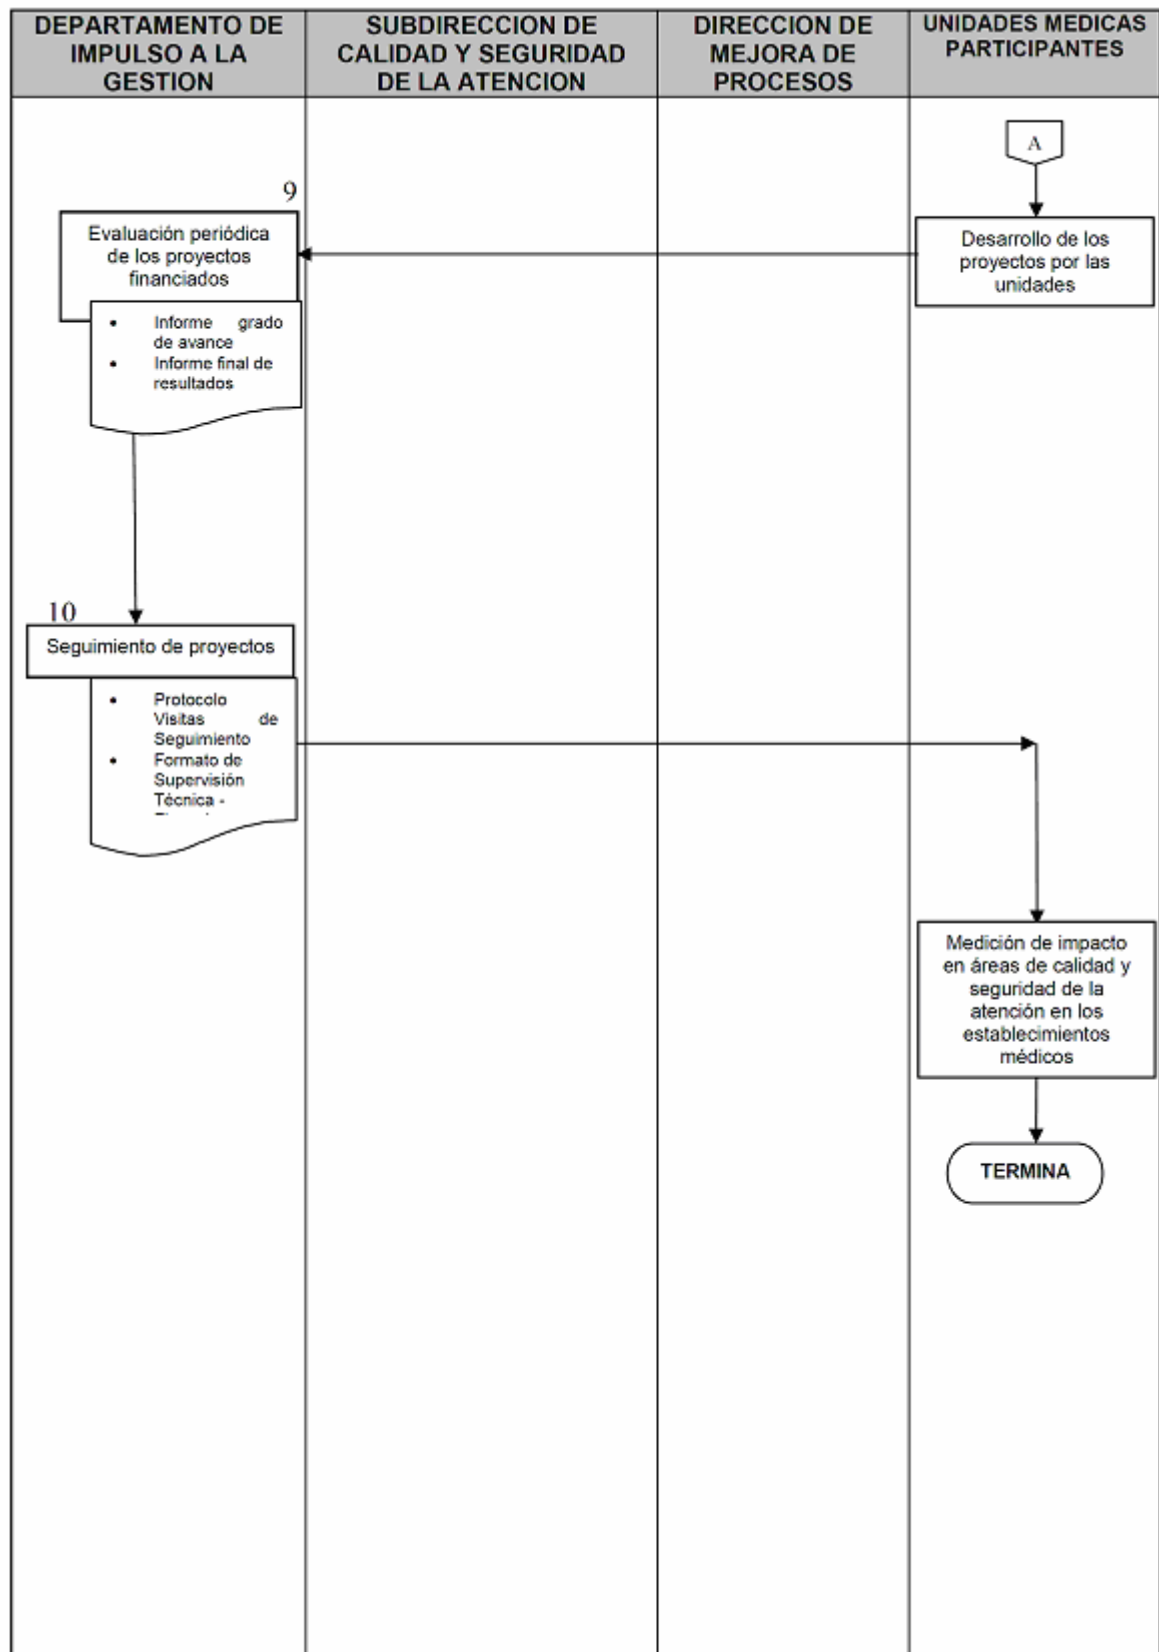 DEPARTAMENTO DE
IMPULSO A LA
GESTION
SUBDIRECCION DE
CALIDAD Y SEGURIDAD
DE LA ATENCION
DIRECCION DE
MEJORA DE
PROCESOS
UNIDADES MEDICAS
PARTICIPANTES
A
Desarrollo de los
proyectos por las
unidades
9
Evaluación periódica
de los proyectos
financiados
• Informe grado
de avance
• Informe final de
resultados
10
Seguimiento de proyectos
• Protocolo
Visitas de
Seguimiento
• Formato de
Supervisión
Técnica -
Medición de impacto
en áreas de calidad y
seguridad de la
atención en los
establecimientos
médicos
TERMINA